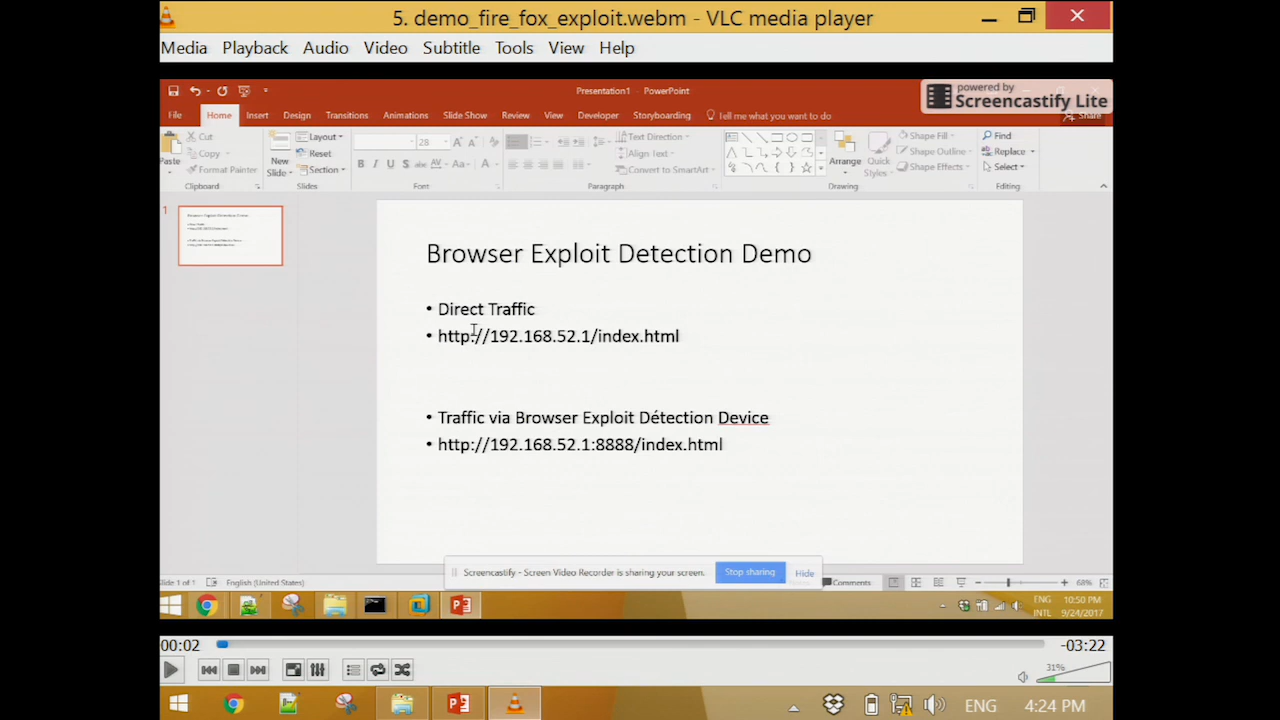 5. demo_fire_fox_exploit.webm - VLC media player
Media Playback Audio Video Subtitle Tools View Help
Presentation1 - PowerPoint
powered by
Screencastify Lite
File Home Insert Design Transitions Animations Slide Show Review View Developer Storyboarding Tell me what you want to do Share
Cut
Copy
Format Painter
Paste
Clipboard
New
Slide
Layout
Reset
Section
Slides
28
B I U S abc AV Aa A
Font
Text Direction
Align Text
Convert to SmartArt
Paragraph
Arrange
Quick
Styles
Shape Fill
Shape Outline
Shape Effects
Drawing
Find
Replace
Select
Editing
1
Browser Exploit Detection Demo
• Direct Traffic
• http://192.168.52.1/index.html
• Traffic via Browser Exploit Détection Device
• http://192.168.52.1:8888/index.html
Screencastify - Screen Video Recorder is sharing your screen. Stop sharing Hide
Slide 1 of 1 English (United States) Comments 68%
ENG 10:50 PM
INTL 9/24/2017
00:02 -03:22
31%
ENG 4:24 PM